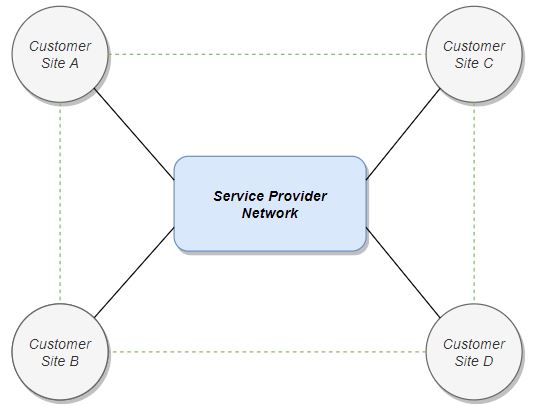 Customer
Site A
Customer
Site C
Service Provider
Network
Customer
Site B
Customer
Site D